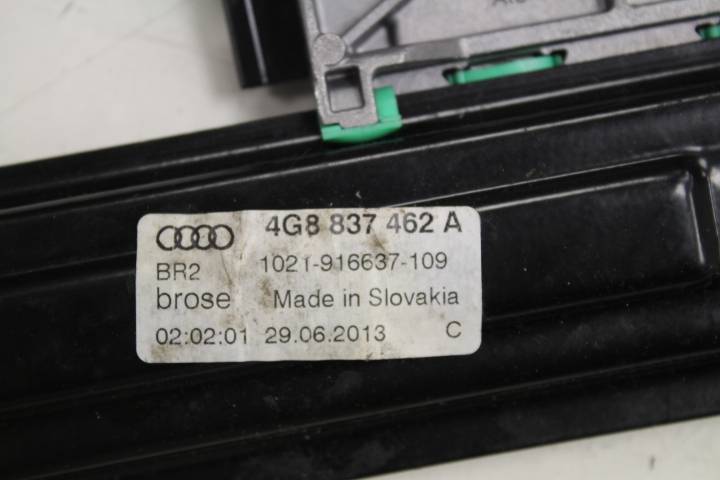 4G8 837 462 A
BR2 1021-916637-109
brose Made in Slovakia
02:02:01 29.06.2013 C